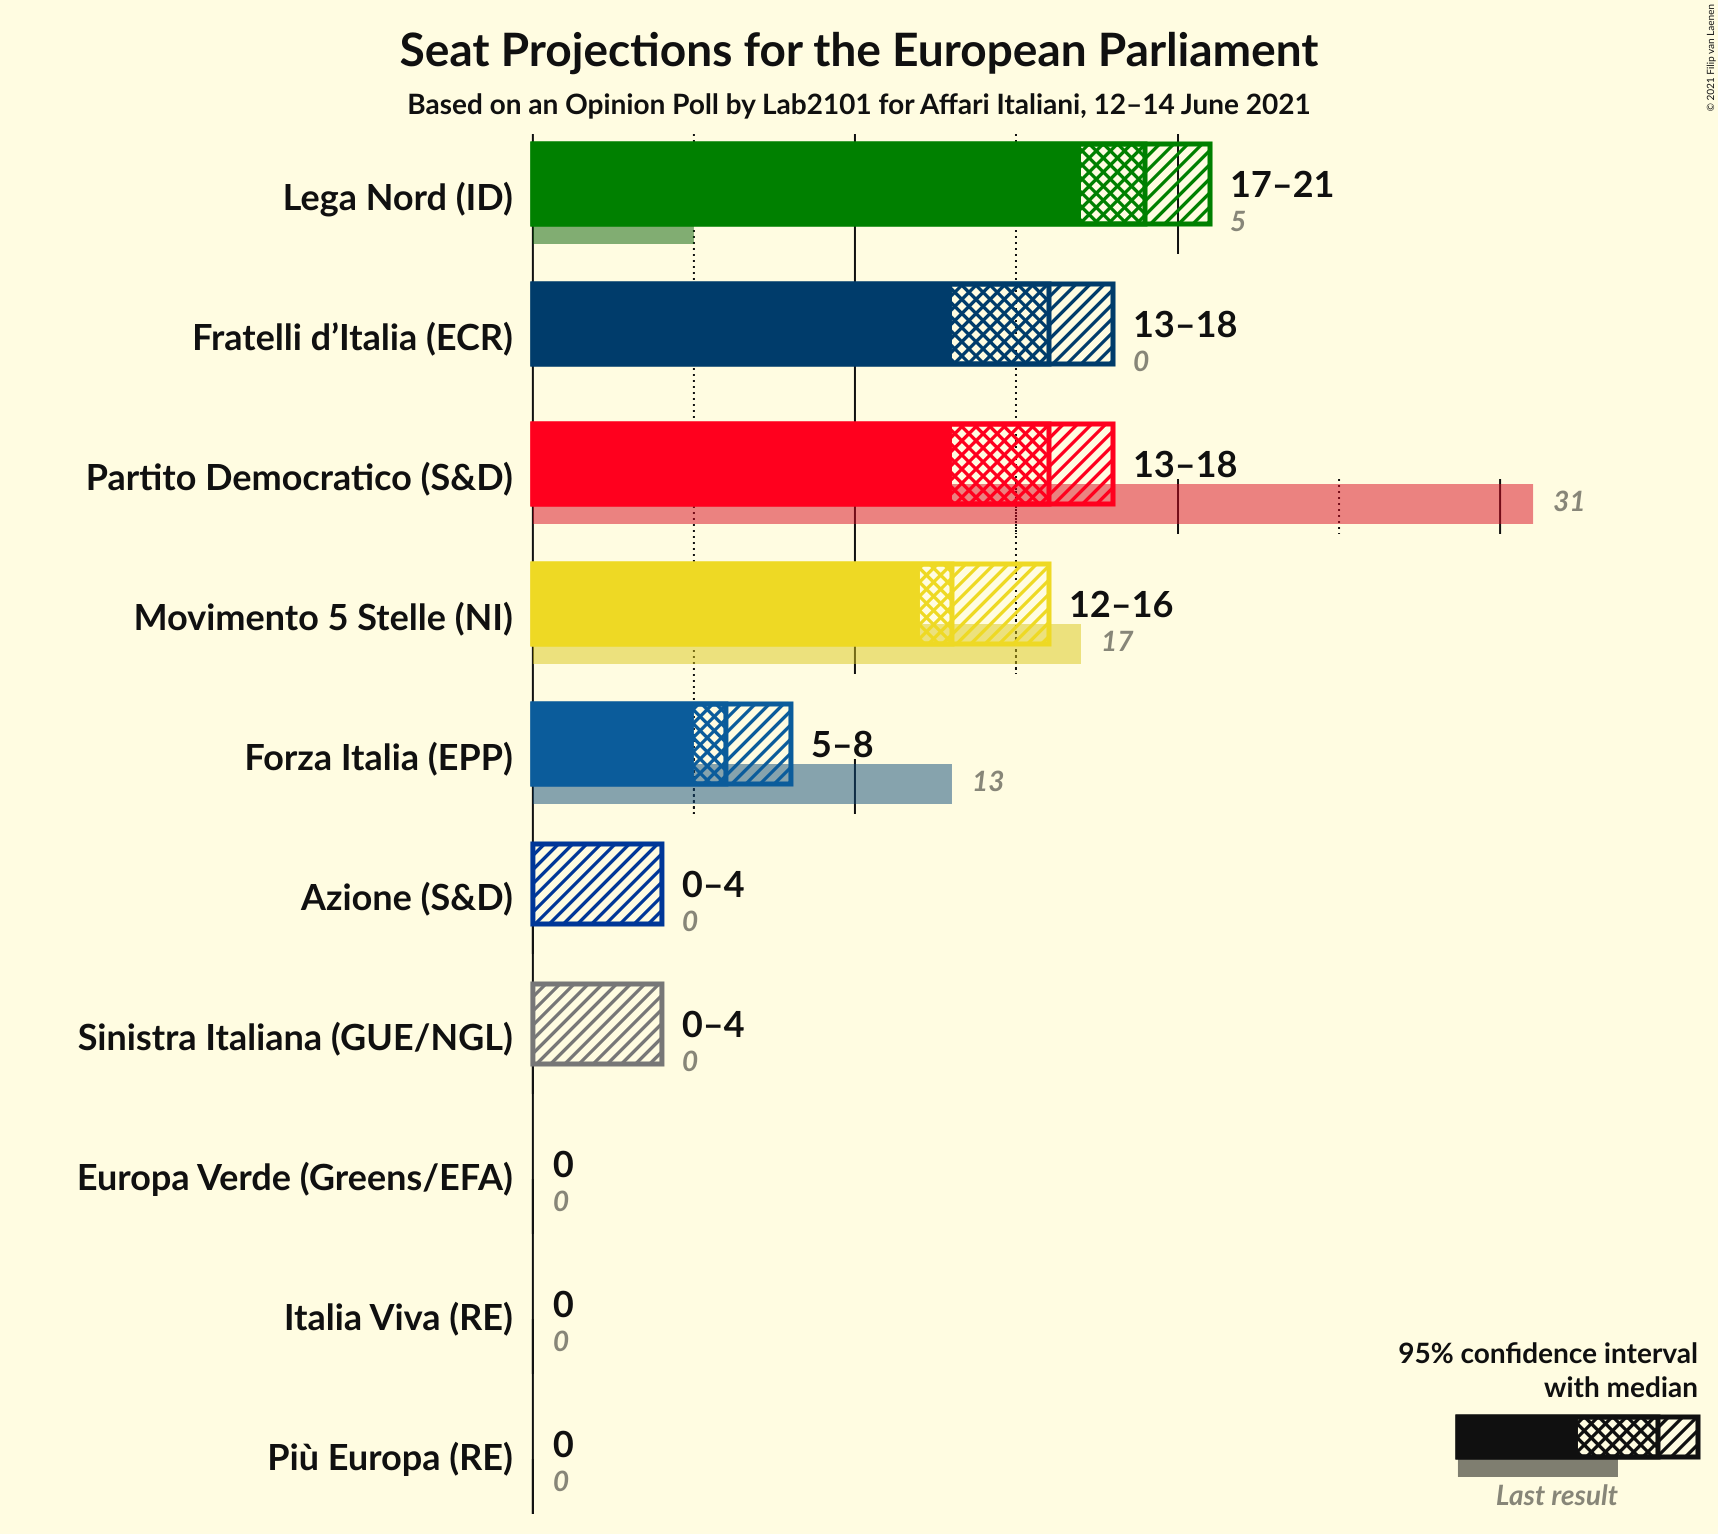 Seat Projections for the European Parliament
Based on an Opinion Poll by Lab2101 for Affari Italiani, 12–14 June 2021
© 2021 Filip van Laenen
Lega Nord (ID)
17–21
5
Fratelli d’Italia (ECR)
13–18
0
Partito Democratico (S&D)
13–18
31
Movimento 5 Stelle (NI)
12–16
17
Forza Italia (EPP)
5–8
13
Azione (S&D)
0–4
0
Sinistra Italiana (GUE/NGL)
0–4
0
Europa Verde (Greens/EFA)
0
0
Italia Viva (RE)
0
0
Più Europa (RE)
0
0
95% confidence interval
with median
Last result